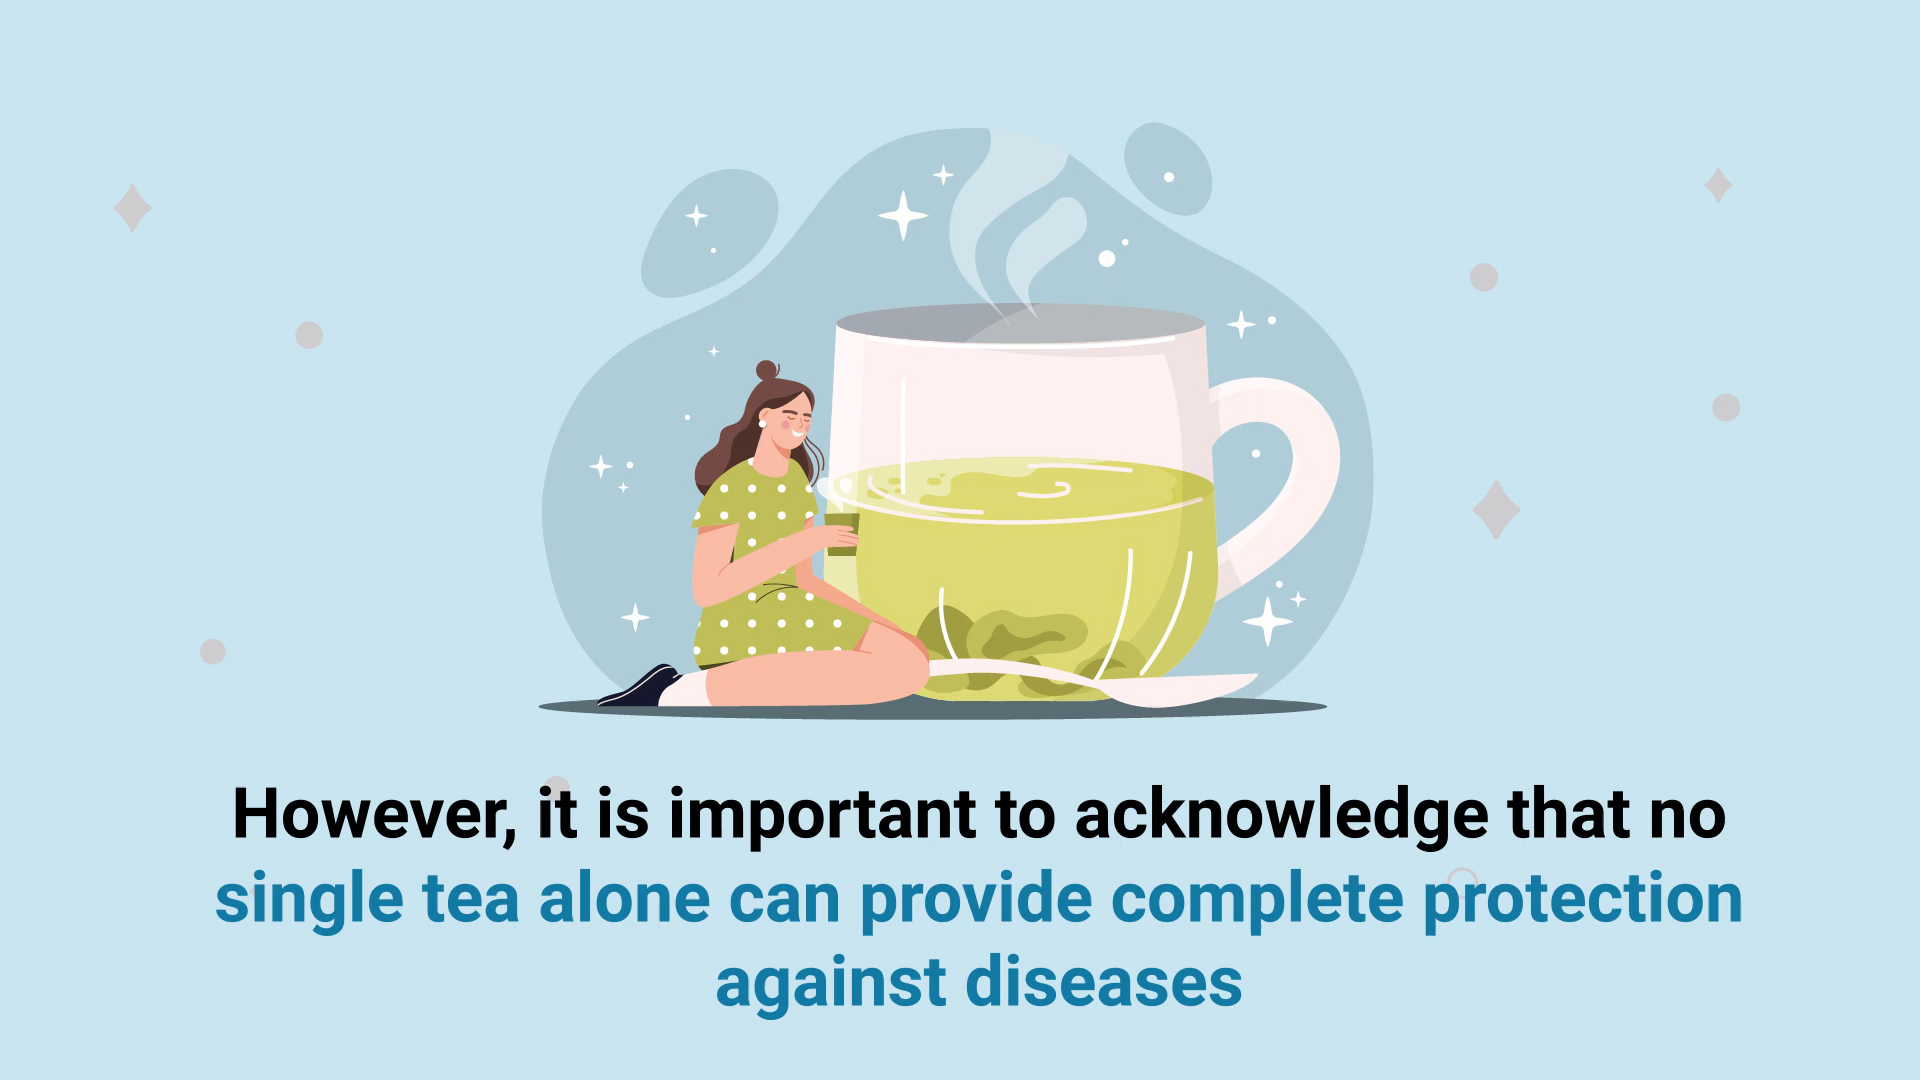 However, it is important to acknowledge that no
single tea alone can provide complete protection
against diseases